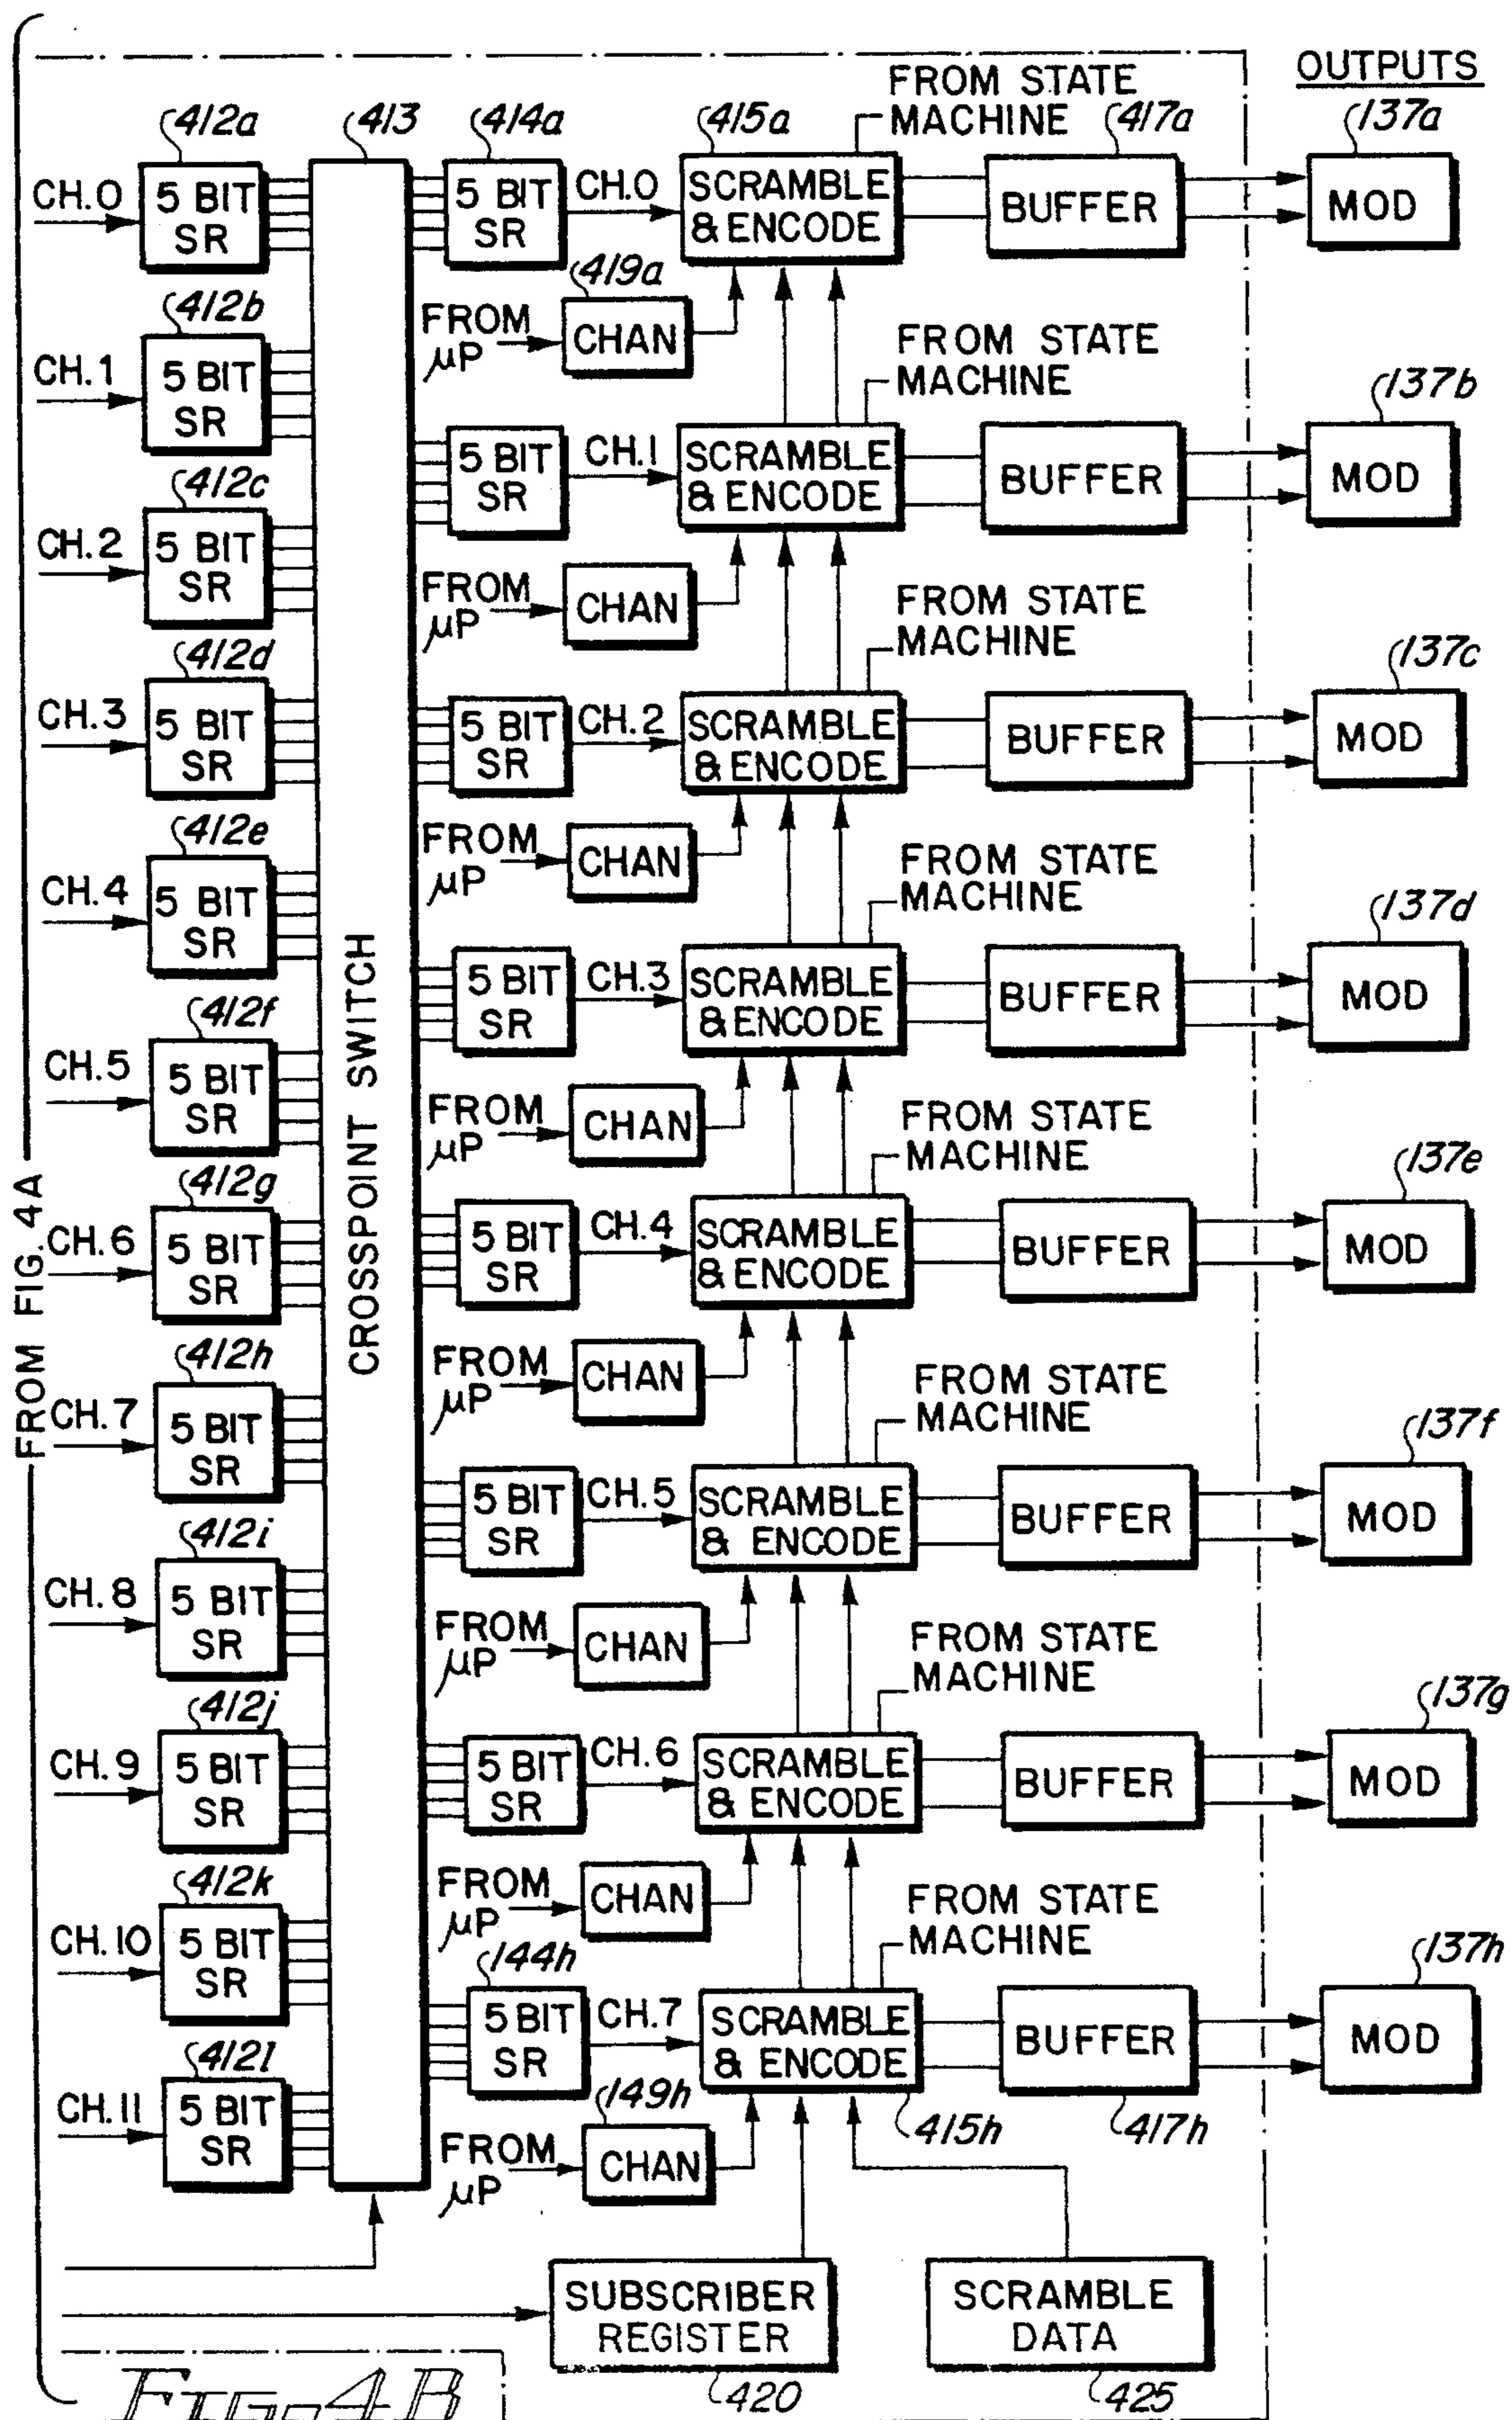 OUTPUTS
FROM STATE
MACHINE
412a
413
414a
415a
417a
137a
CH.0
5 BIT
SR
5 BIT
SR
CH.0
SCRAMBLE
& ENCODE
BUFFER
MOD
419a
FROM
μP
CHAN
412b
CH.1
5 BIT
SR
FROM STATE
MACHINE
137b
5 BIT
SR
CH.1
SCRAMBLE
& ENCODE
BUFFER
MOD
412c
CH.2
5 BIT
SR
FROM
μP
CHAN
FROM STATE
MACHINE
412d
137c
CH.3
5 BIT
SR
5 BIT
SR
CH.2
SCRAMBLE
& ENCODE
BUFFER
MOD
FROM
μP
CHAN
412e
CH.4
5 BIT
SR
FROM STATE
MACHINE
137d
5 BIT
SR
CH.3
SCRAMBLE
& ENCODE
BUFFER
MOD
CROSSPOINT SWITCH
412f
CH.5
5 BIT
SR
FROM
μP
CHAN
FROM STATE
MACHINE
FROM FIG. 4A
412g
137e
CH.6
5 BIT
SR
5 BIT
SR
CH.4
SCRAMBLE
& ENCODE
BUFFER
MOD
412h
FROM
μP
CHAN
FROM STATE
MACHINE
CH.7
5 BIT
SR
137f
5 BIT
SR
CH.5
SCRAMBLE
& ENCODE
BUFFER
MOD
412i
CH.8
5 BIT
SR
FROM
μP
CHAN
FROM STATE
MACHINE
412j
137g
CH.9
5 BIT
SR
5 BIT
SR
CH.6
SCRAMBLE
& ENCODE
BUFFER
MOD
412k
FROM
μP
CHAN
FROM STATE
MACHINE
CH.10
5 BIT
SR
144h
137h
5 BIT
SR
CH.7
SCRAMBLE
& ENCODE
BUFFER
MOD
412l
CH.11
5 BIT
SR
149h
FROM
μP
CHAN
415h
417h
SUBSCRIBER
REGISTER
SCRAMBLE
DATA
420
425
FIG. 4B